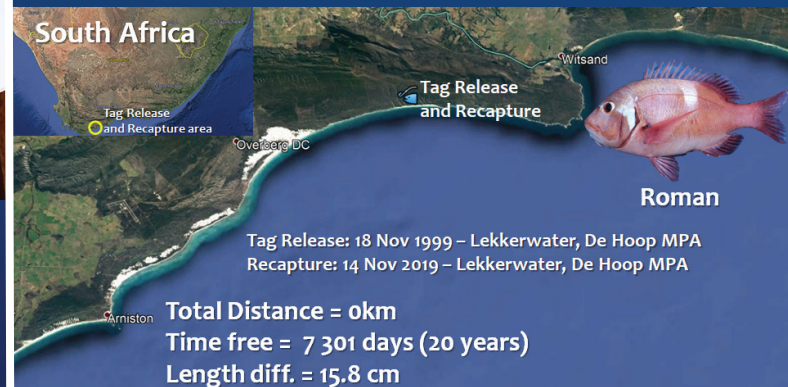 South Africa
Tag Release
and Recapture area
Witsand
Tag Release
and Recapture
Overberg DC
Roman
Tag Release: 18 Nov 1999 – Lekkerwater, De Hoop MPA
Recapture: 14 Nov 2019 – Lekkerwater, De Hoop MPA
Arniston
Total Distance = 0km
Time free = 7 301 days (20 years)
Length diff. = 15.8 cm